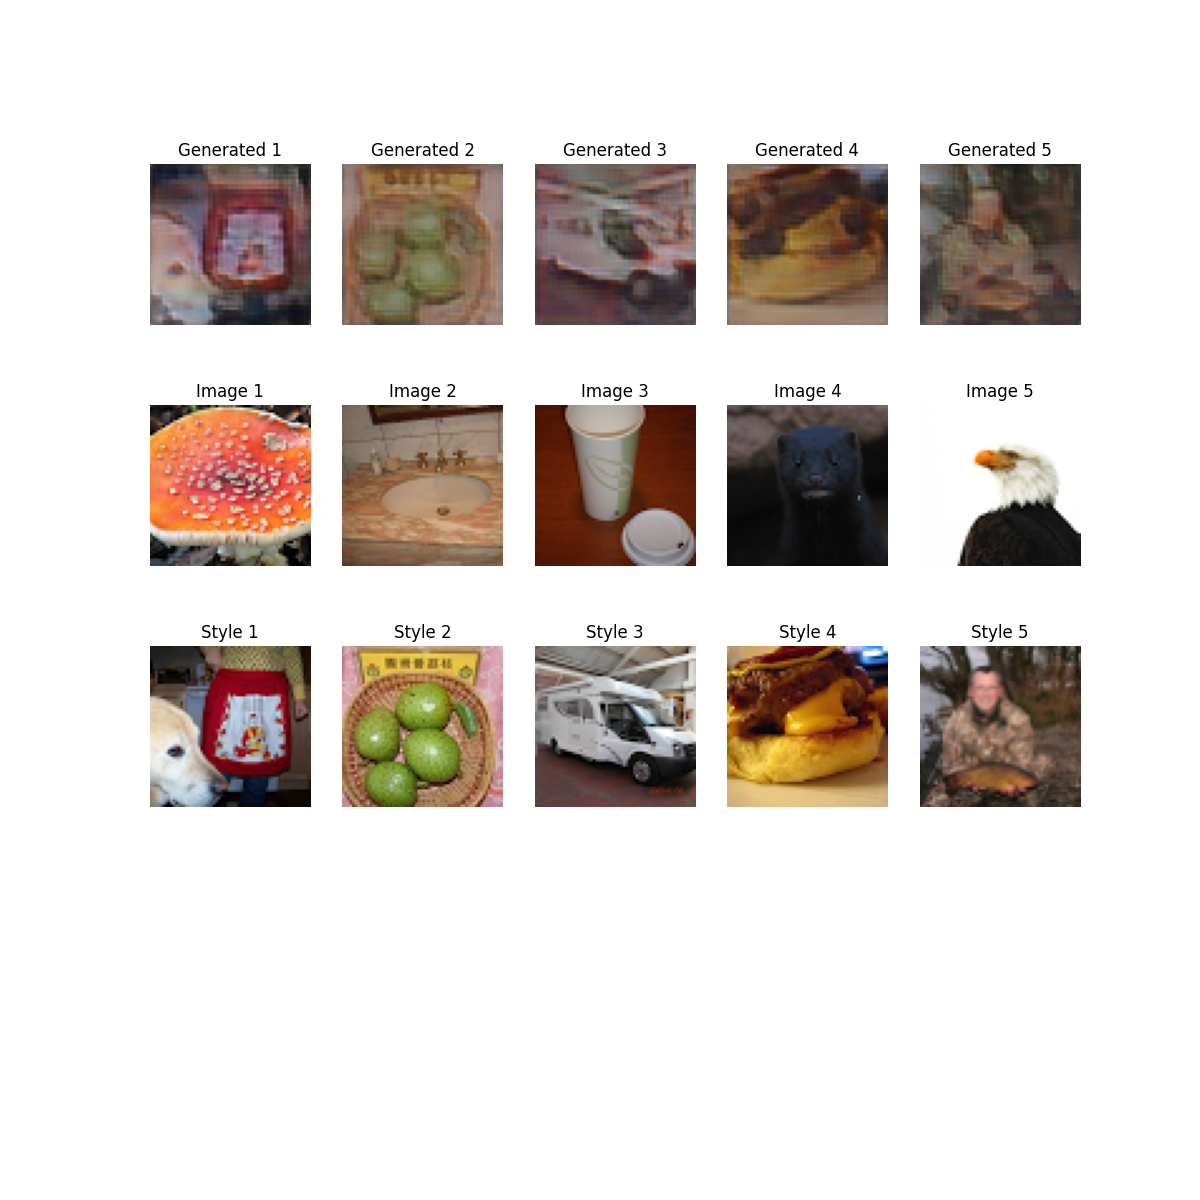 Generated 1
Generated 2
Generated 3
Generated 4
Generated 5
Image 1
Image 2
Image 3
Image 4
Image 5
Style 1
Style 2
Style 3
Style 4
Style 5